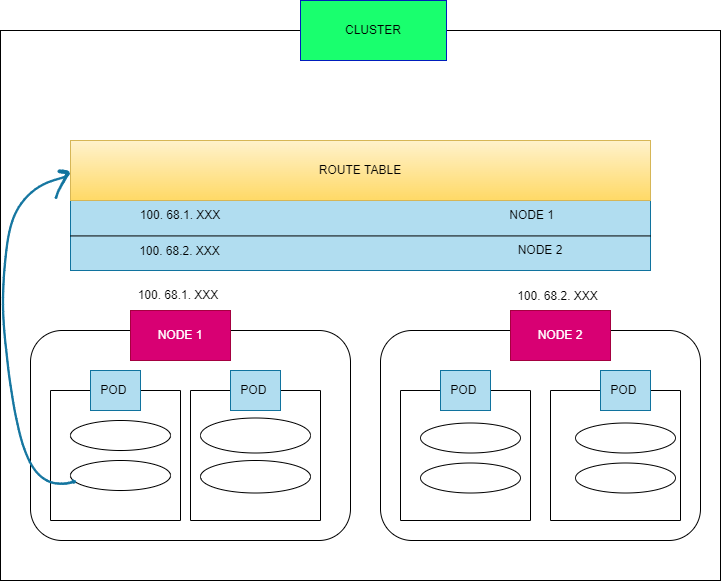 CLUSTER
ROUTE TABLE
100. 68.1. XXX NODE 1
100. 68.2. XXX NODE 2
100. 68.1. XXX 100. 68.2. XXX
NODE 1 NODE 2
POD POD POD POD